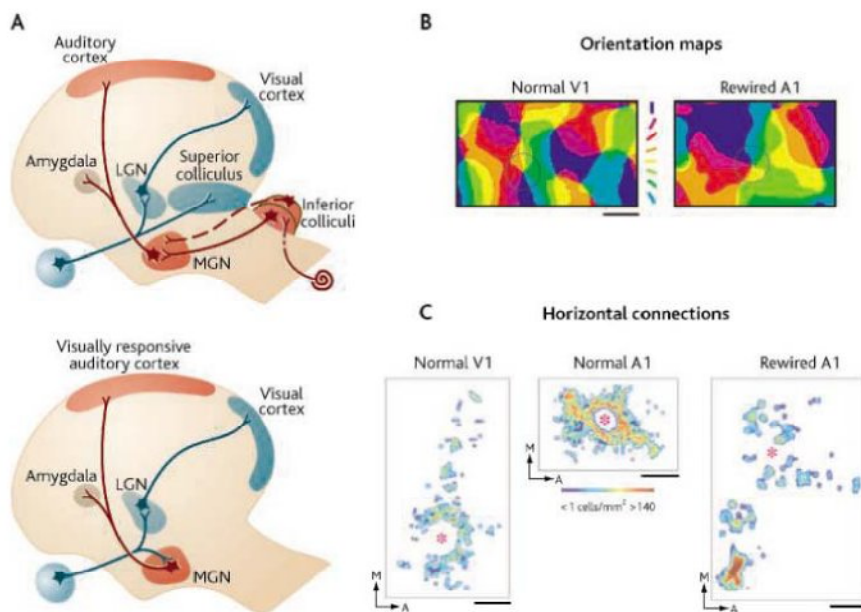 A
Auditory
cortex
Visual
cortex
Amygdala
LGN
Superior
colliculus
Inferior
colliculi
MGN
Visually responsive
auditory cortex
Visual
cortex
Amygdala
LGN
MGN
B
Orientation maps
Normal V1
Rewired A1
C
Horizontal connections
Normal V1
Normal A1
Rewired A1
M
A
<1 cells/mm² >140
M
A
M
A